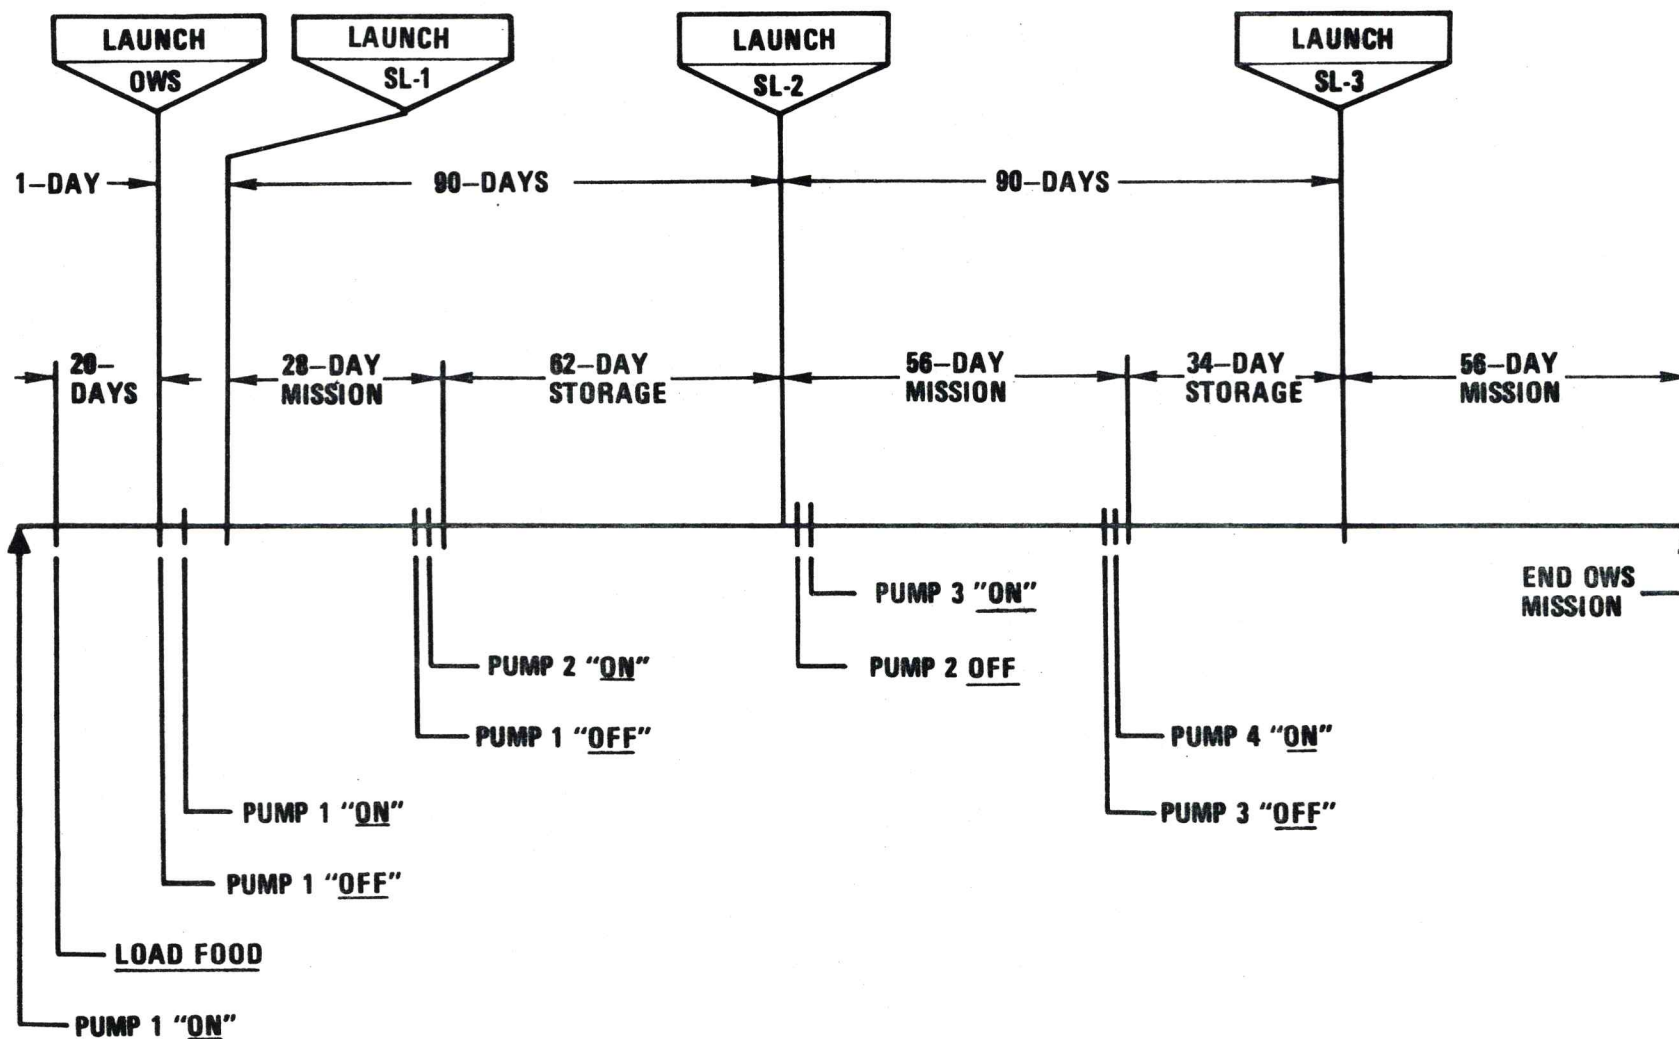 LAUNCH
OWS
LAUNCH
SL-1
LAUNCH
SL-2
LAUNCH
SL-3
1-DAY
90-DAYS
90-DAYS
20-
DAYS
28-DAY
MISSION
62-DAY
STORAGE
56-DAY
MISSION
34-DAY
STORAGE
56-DAY
MISSION
PUMP 3 "ON"
END OWS
MISSION
PUMP 2 "ON"
PUMP 2 OFF
PUMP 1 "OFF"
PUMP 4 "ON"
PUMP 1 "ON"
PUMP 3 "OFF"
PUMP 1 "OFF"
LOAD FOOD
PUMP 1 "ON"